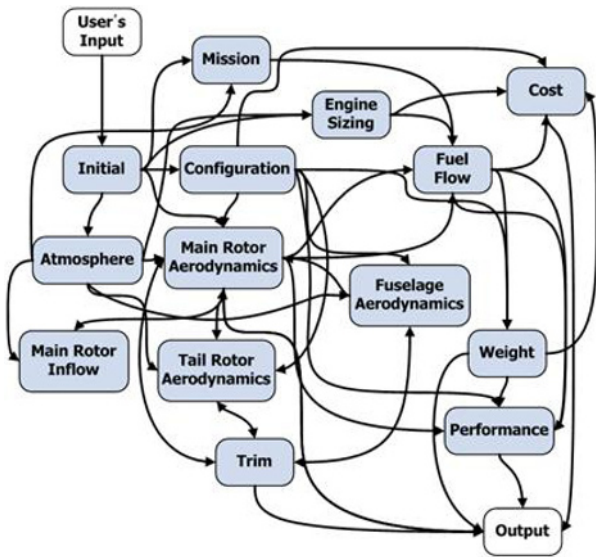 User's
Input
Mission
Cost
Engine
Sizing
Initial
Configuration
Fuel
Flow
Atmosphere
Main Rotor
Aerodynamics
Fuselage
Aerodynamics
Main Rotor
Inflow
Tail Rotor
Aerodynamics
Weight
Performance
Trim
Output